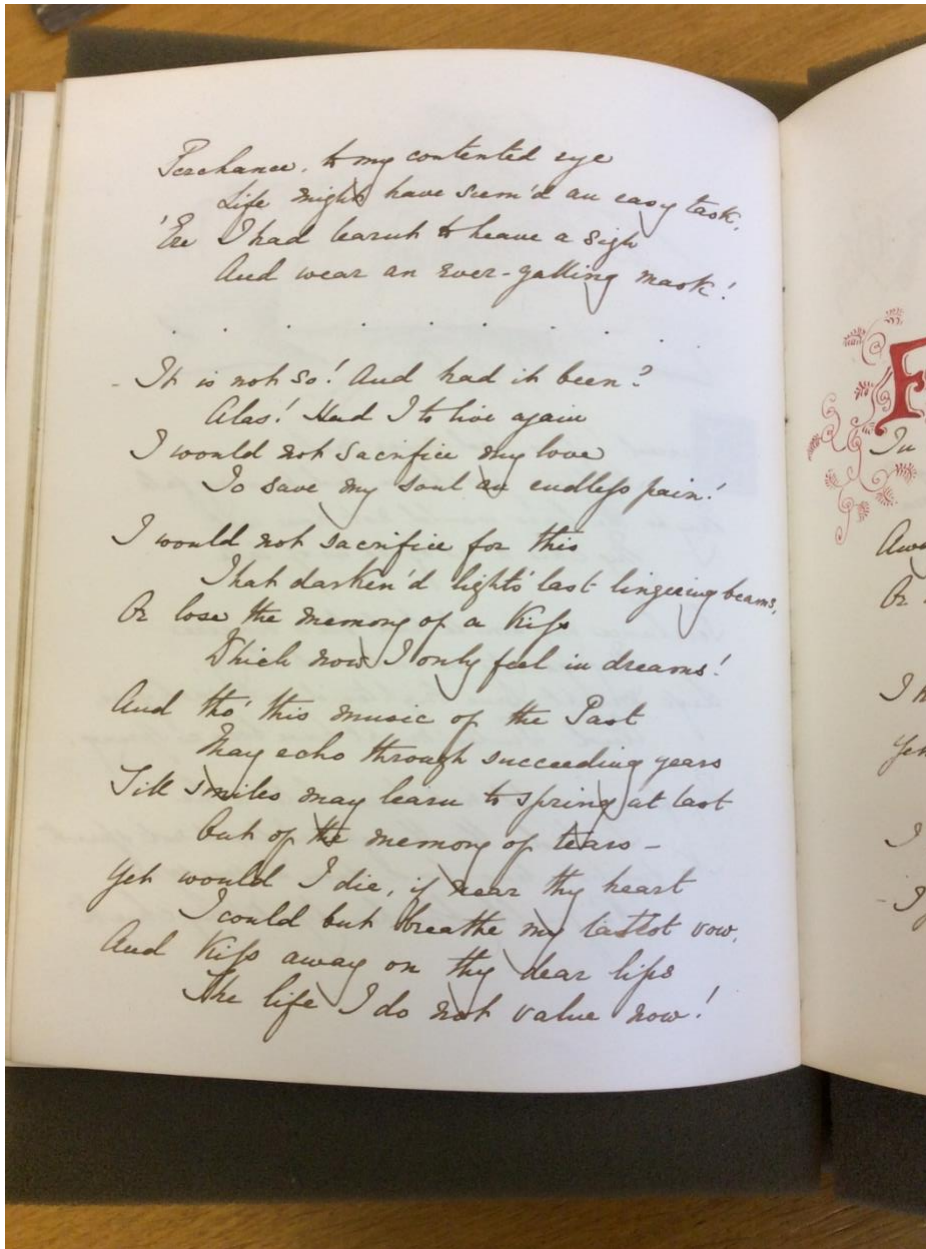 Perchance, to my contented eye
Life might have seem'd an easy task,
'Ere I had learnt to heave a sigh
And wear an ever-galling mask!
. . . . . . . . .
- It is not so! And had it been?
Alas! Had I to live again
I would not sacrifice my love
To save my soul an endless pain!
I would not sacrifice for this
That darken'd lights' last lingering beams,
Or lose the memory of a Kiss
Which now I only feel in dreams!
And tho' this music of the Past
May echo through succeeding years
Till smiles may learn to spring at last
Out of the memory of tears -
Yet would I die, if near thy heart
I could but breathe my lastest vow,
And Kiss away on thy dear lips
The life I do not value now!
F
In
Or
I
Yet
I
- I